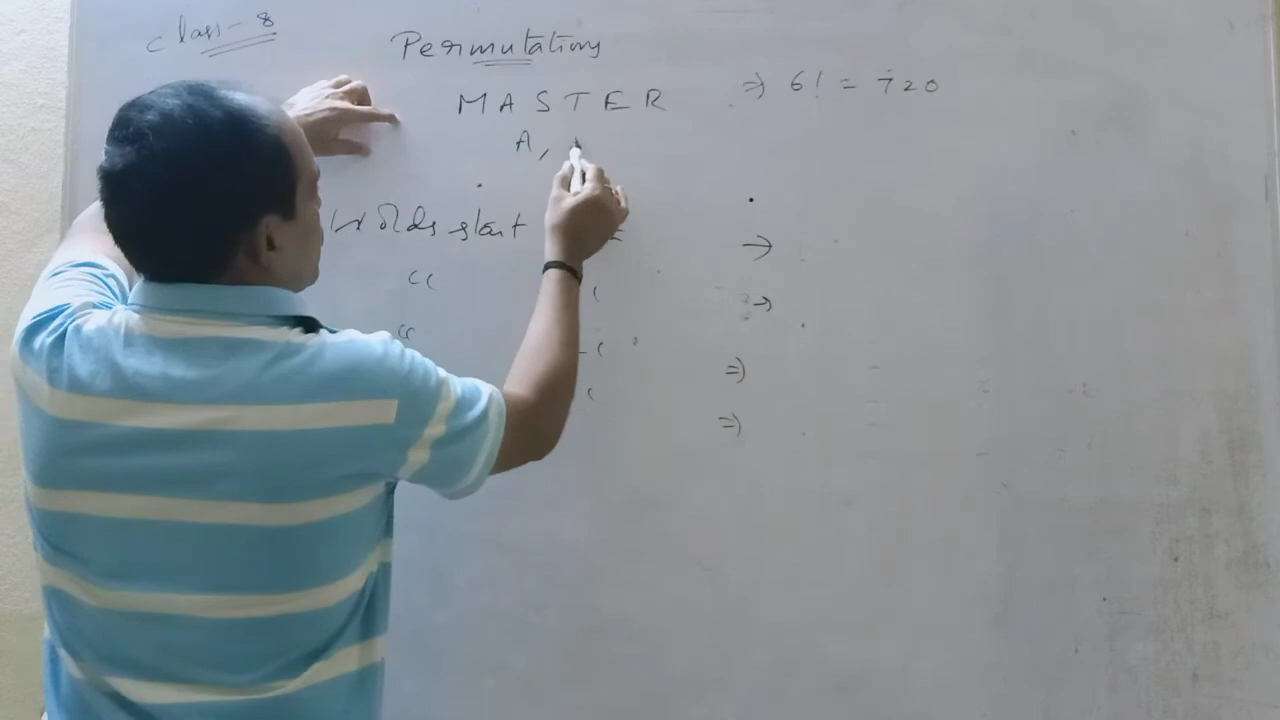 Class-8
Permutations
MASTER ⇒ 6! = 720
A,
Words start →
→
⇒
⇒